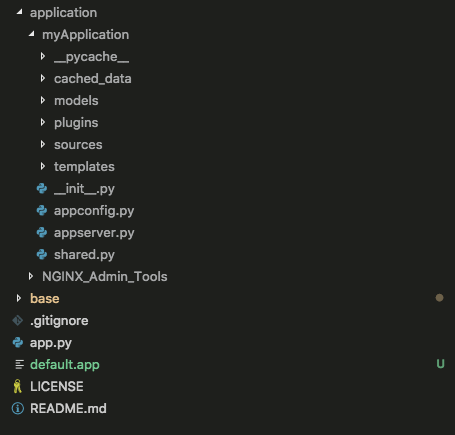 application
myApplication
__pycache__
cached_data
models
plugins
sources
templates
__init__.py
appconfig.py
appserver.py
shared.py
NGINX_Admin_Tools
base
.gitignore
app.py
default.app U
LICENSE
README.md